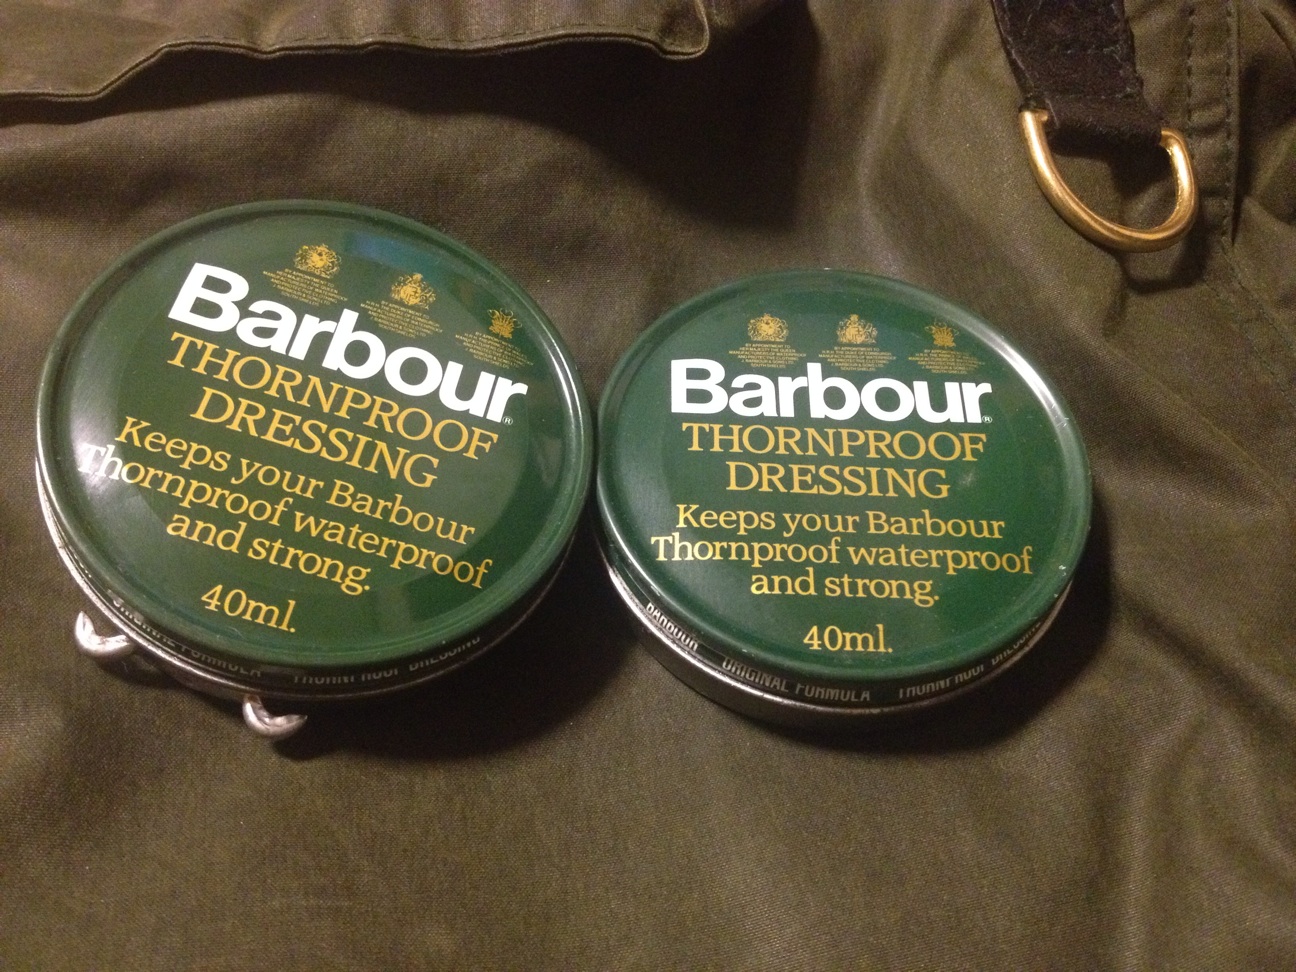 Barbour®
THORNPROOF
DRESSING
Keeps your Barbour
Thornproof waterproof
and strong.
40ml.
FORMULA THORNPROOF DRESSING
Barbour®
THORNPROOF
DRESSING
Keeps your Barbour
Thornproof waterproof
and strong.
40ml.
BARBOUR ORIGINAL FORMULA THORNPROOF DRESSING